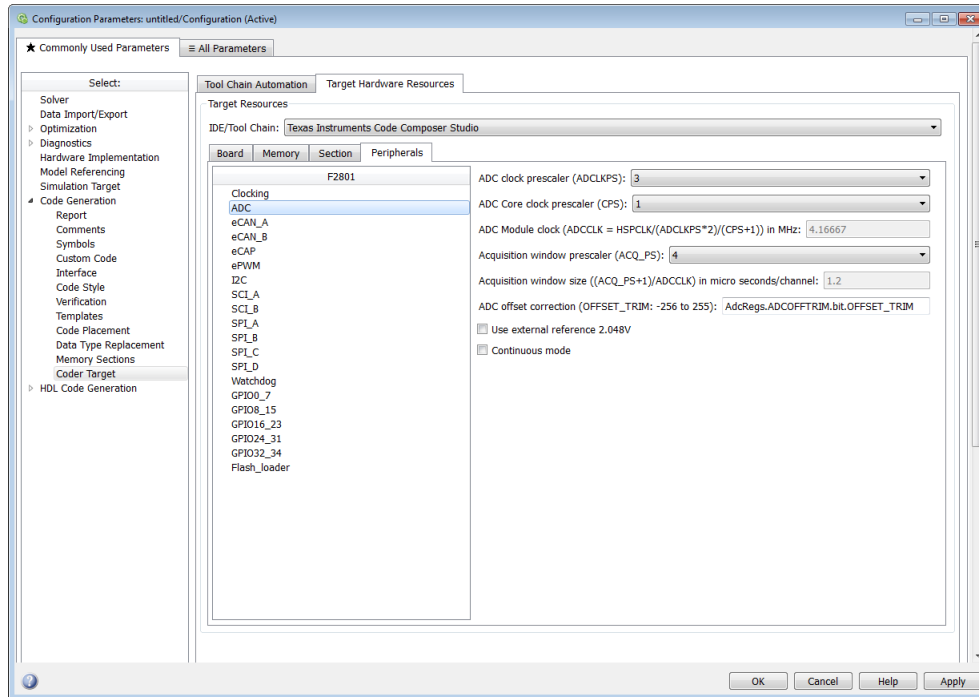 Configuration Parameters: untitled/Configuration (Active)
★ Commonly Used Parameters
≡ All Parameters
Select:
Solver
Data Import/Export
Optimization
Diagnostics
Hardware Implementation
Model Referencing
Simulation Target
Code Generation
Report
Comments
Symbols
Custom Code
Interface
Code Style
Verification
Templates
Code Placement
Data Type Replacement
Memory Sections
Coder Target
HDL Code Generation
Tool Chain Automation
Target Hardware Resources
Target Resources
IDE/Tool Chain: Texas Instruments Code Composer Studio
Board
Memory
Section
Peripherals
F2801
Clocking
ADC
eCAN_A
eCAN_B
eCAP
ePWM
I2C
SCI_A
SCI_B
SPI_A
SPI_B
SPI_C
SPI_D
Watchdog
GPIO0_7
GPIO8_15
GPIO16_23
GPIO24_31
GPIO32_34
Flash_loader
ADC clock prescaler (ADCLKPS): 3
ADC Core clock prescaler (CPS): 1
ADC Module clock (ADCCLK = HSPCLK/(ADCLKPS*2)/(CPS+1)) in MHz: 4.16667
Acquisition window prescaler (ACQ_PS): 4
Acquisition window size ((ACQ_PS+1)/ADCCLK) in micro seconds/channel: 1.2
ADC offset correction (OFFSET_TRIM: -256 to 255): AdcRegs.ADCOFFTRIM.bit.OFFSET_TRIM
Use external reference 2.048V
Continuous mode
?
OK
Cancel
Help
Apply